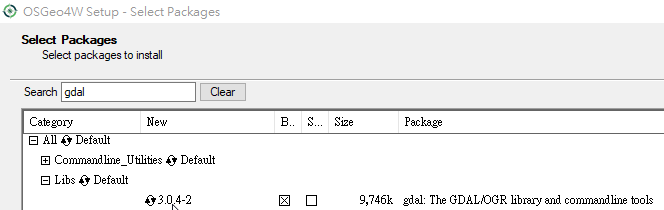 OSGeo4W Setup - Select Packages
Select Packages
Select packages to install
Search gdal Clear
Category New B.. S... Size Package
All Default
Commandline_Utilities Default
Libs Default
3.0.4-2 9,746k gdal: The GDAL/OGR library and commandline tools